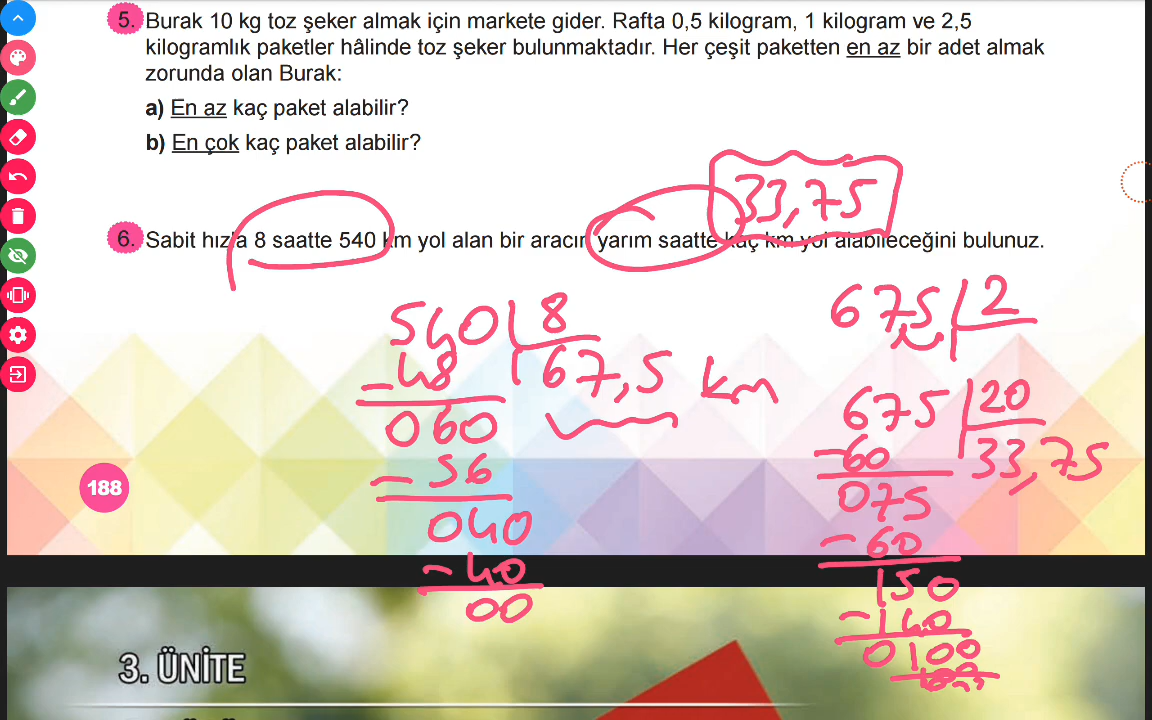 5. Burak 10 kg toz şeker almak için markete gider. Rafta 0,5 kilogram, 1 kilogram ve 2,5
kilogramlık paketler hâlinde toz şeker bulunmaktadır. Her çeşit paketten en az bir adet almak
zorunda olan Burak:
a) En az kaç paket alabilir?
b) En çok kaç paket alabilir?
33,75
6. Sabit hızla 8 saatte 540 km yol alan bir aracın yarım saatte kaç km yol alabileceğini bulunuz.
540 8
67,5 km
- 48
060
- 56
040
- 40
00
67,5 2
675 20
33,75
- 60
075
- 60
150
- 140
0100
188
3. ÜNİTE